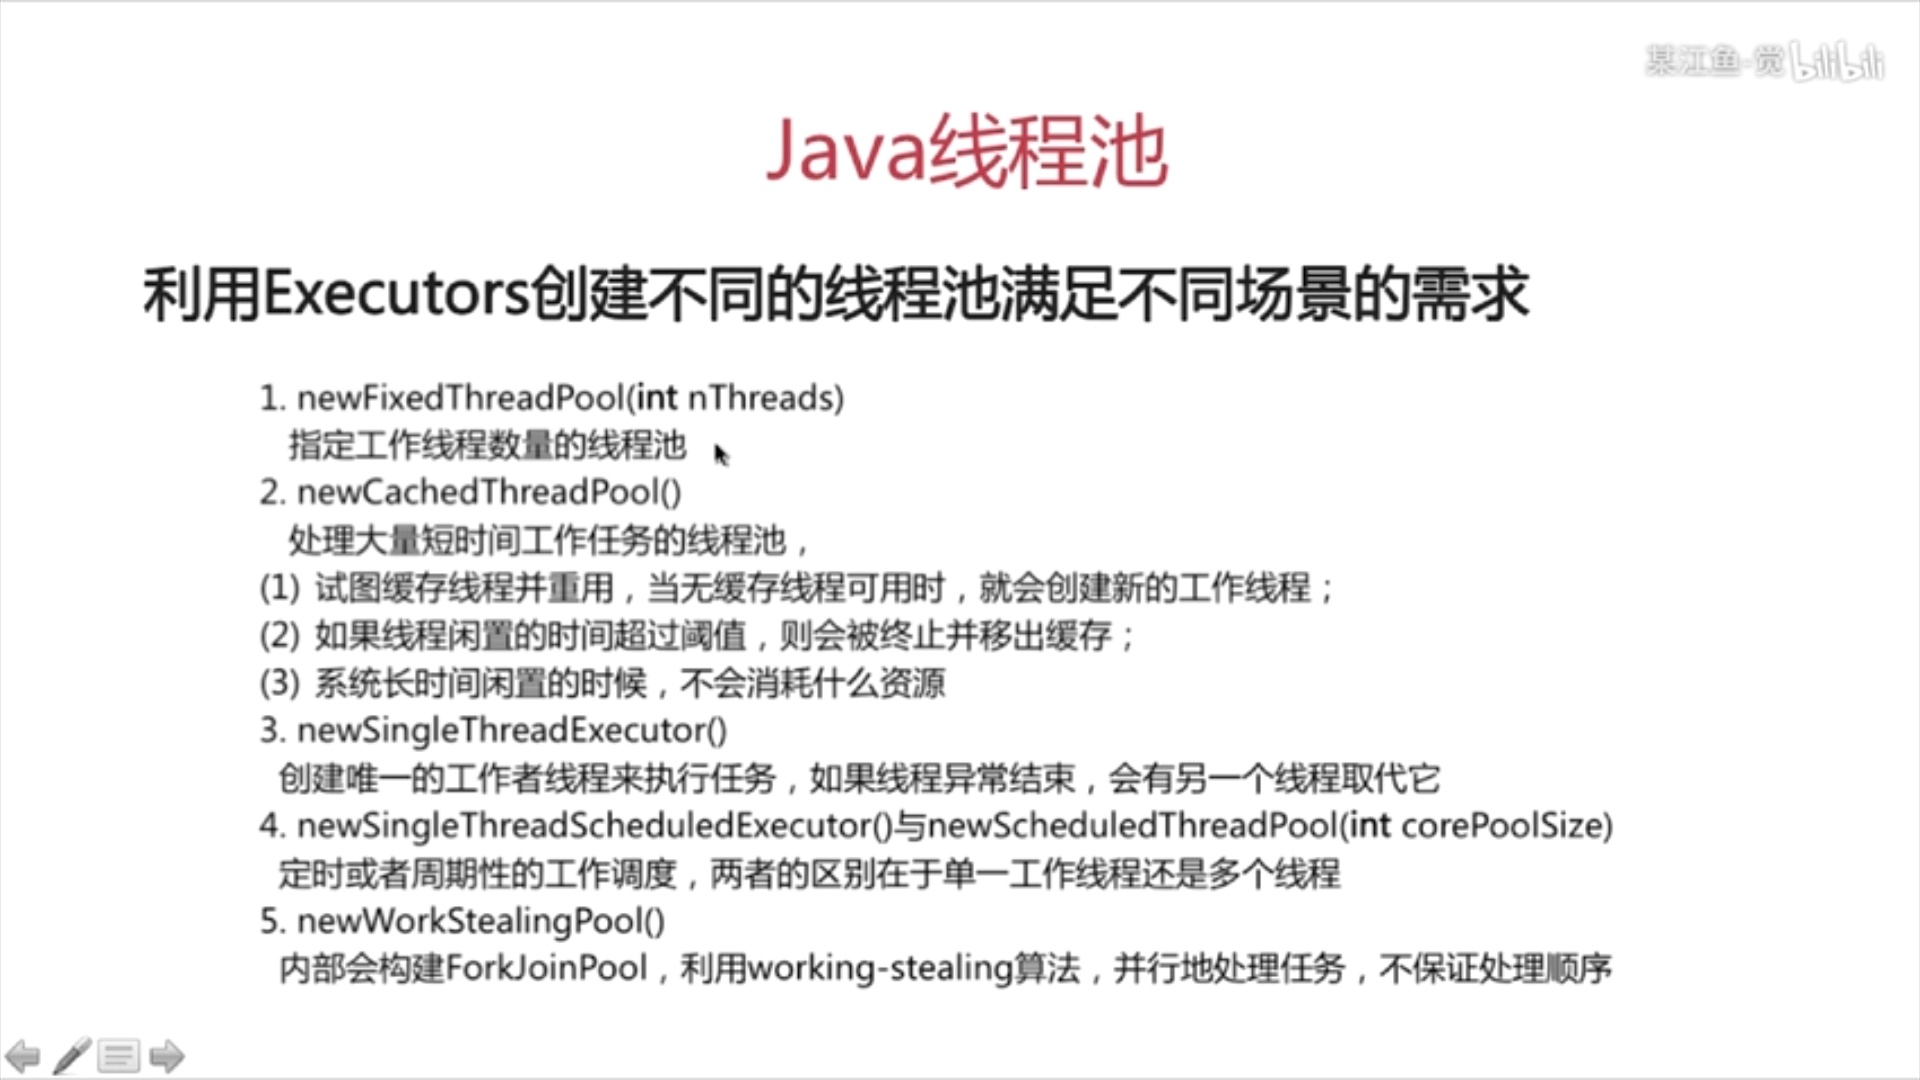 某江鱼-觉 bilibili
Java线程池
利用Executors创建不同的线程池满足不同场景的需求
1. newFixedThreadPool(int nThreads)
指定工作线程数量的线程池
2. newCachedThreadPool()
处理大量短时间工作任务的线程池，
(1) 试图缓存线程并重用，当无缓存线程可用时，就会创建新的工作线程；
(2) 如果线程闲置的时间超过阈值，则会被终止并移出缓存；
(3) 系统长时间闲置的时候，不会消耗什么资源
3. newSingleThreadExecutor()
创建唯一的工作者线程来执行任务，如果线程异常结束，会有另一个线程取代它
4. newSingleThreadScheduledExecutor()与newScheduledThreadPool(int corePoolSize)
定时或者周期性的工作调度，两者的区别在于单一工作线程还是多个线程
5. newWorkStealingPool()
内部会构建ForkJoinPool，利用working-stealing算法，并行地处理任务，不保证处理顺序